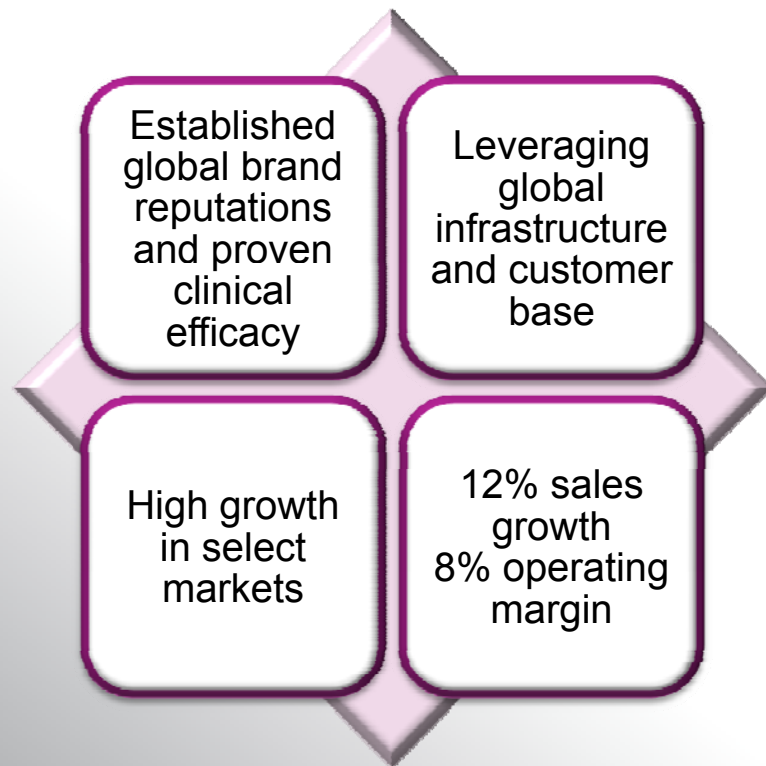 Established
global brand
reputations
and proven
clinical
efficacy
Leveraging
global
infrastructure
and customer
base
High growth
in select
markets
12% sales
growth
8% operating
margin